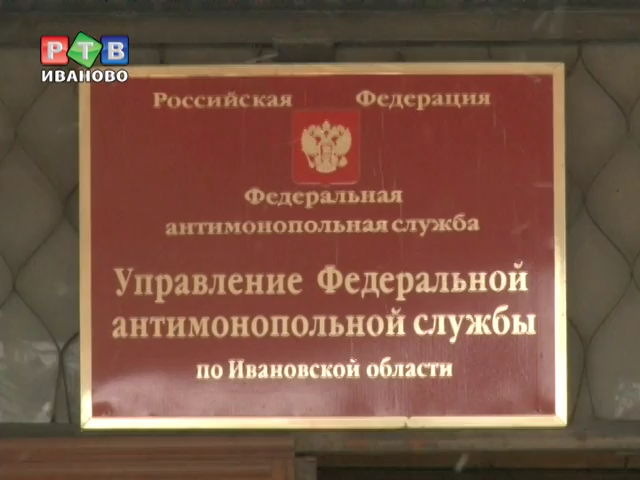 РТВ
ИВАНОВО
Российская Федерация
Федеральная
антимонопольная служба
Управление Федеральной
антимонопольной службы
по Ивановской области